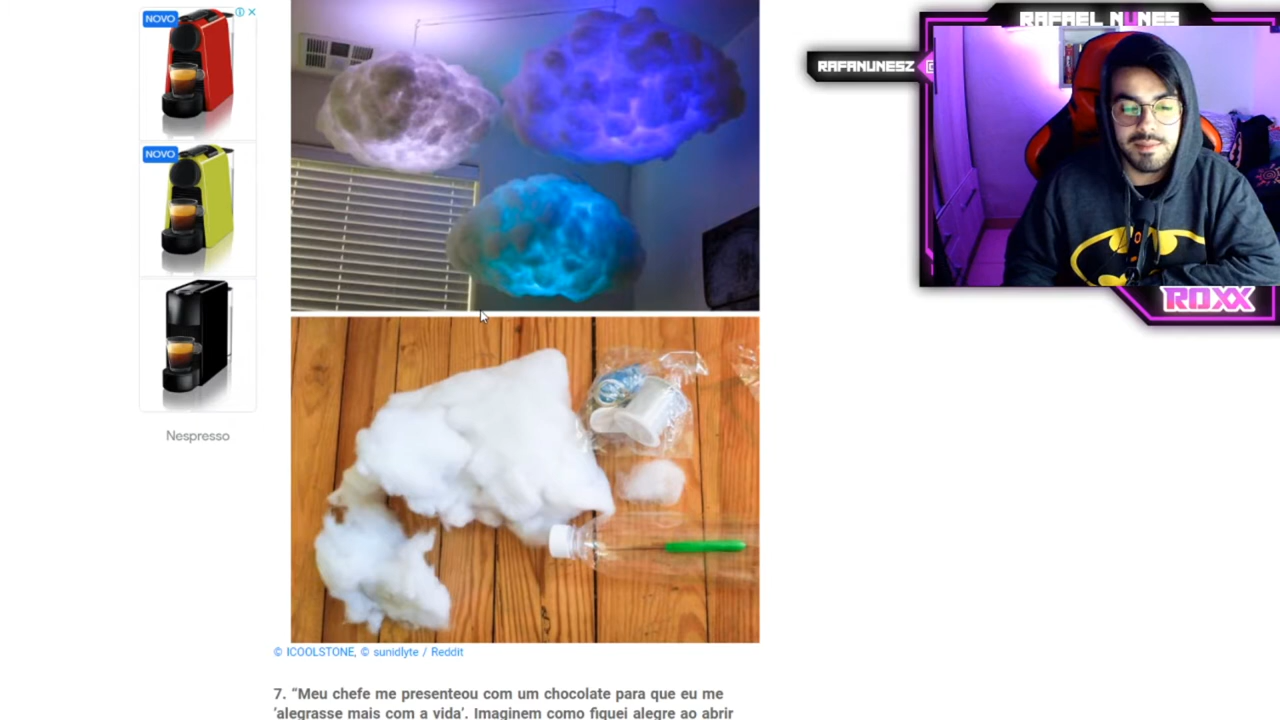 NOVO
NOVO
Nespresso
RAFAEL NUNES
RAFANUNESZ
ROXX
© ICOOLSTONE, © sunidlyte / Reddit
7. “Meu chefe me presenteou com um chocolate para que eu me
‘alegrasse mais com a vida’. Imaginem como fiquei alegre ao abrir